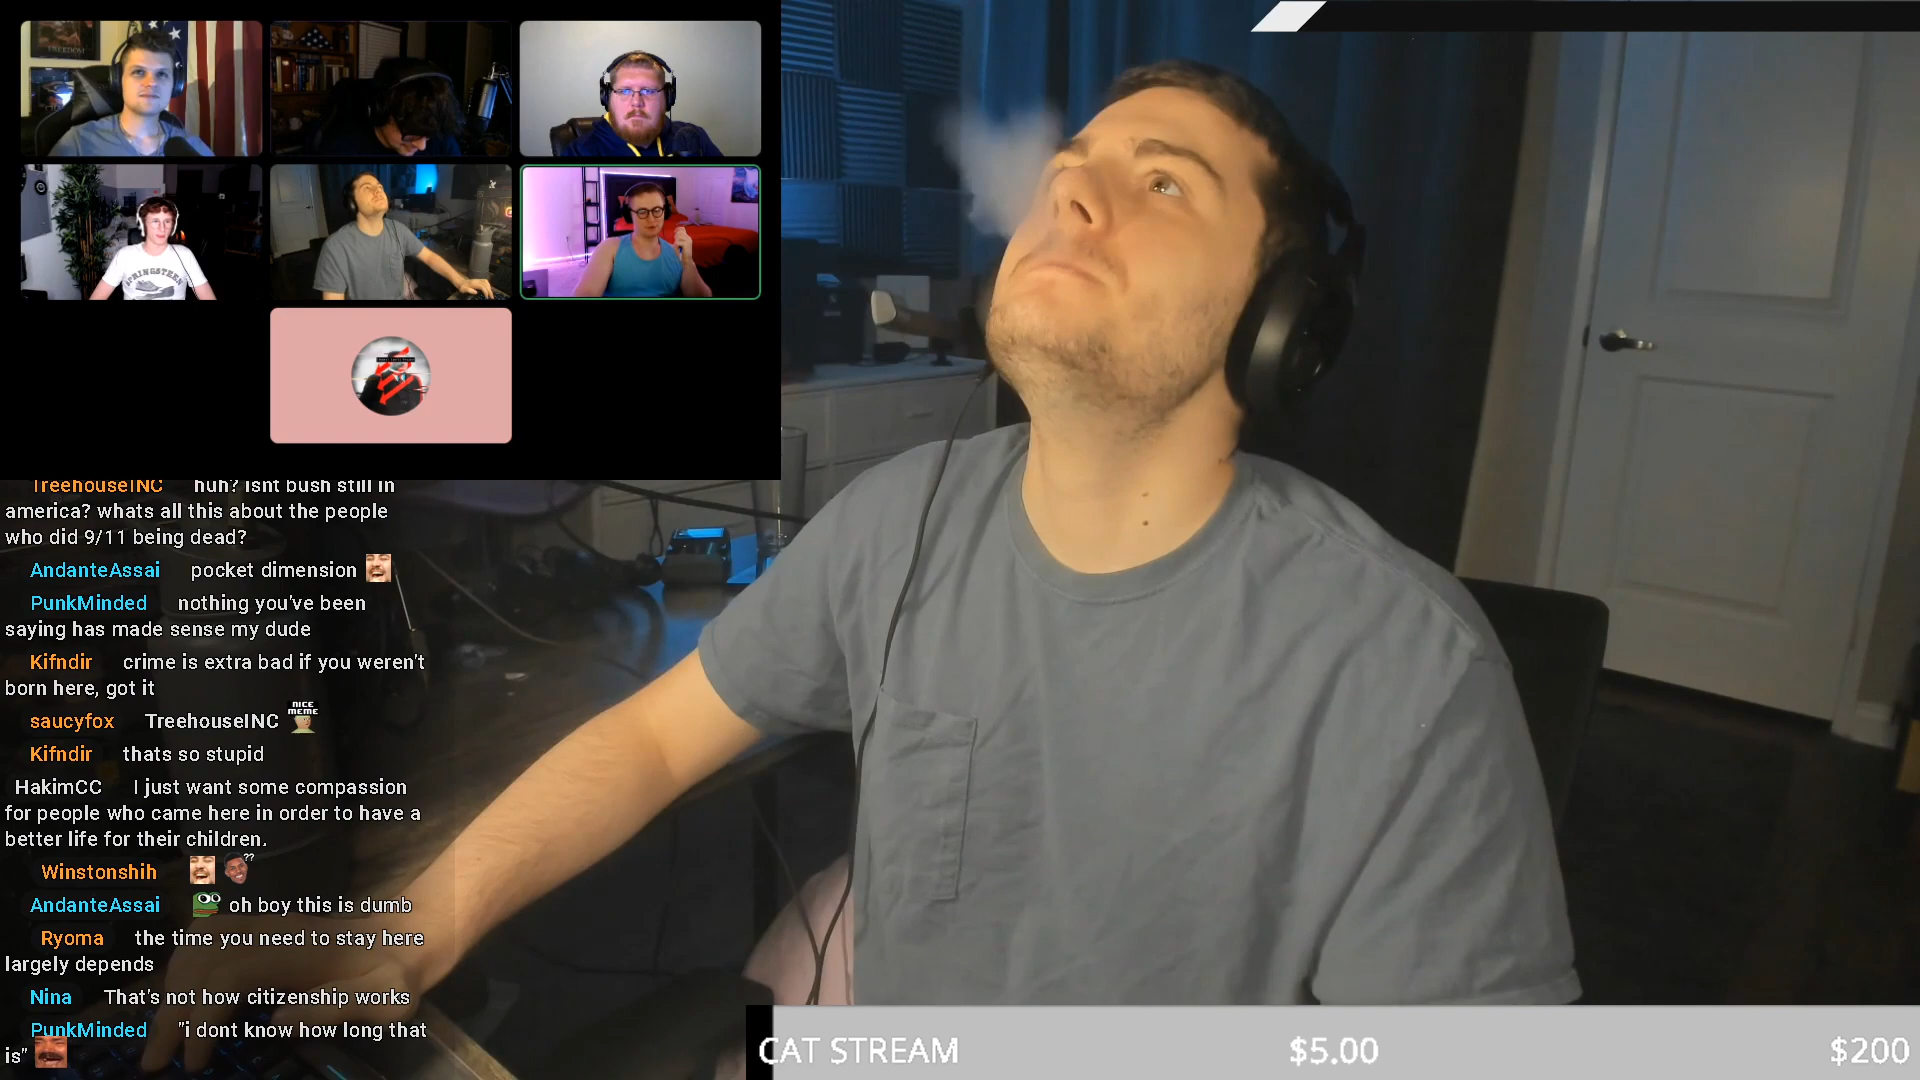 FREEDOM
SPRINGSTEEN
TreehouseINC huh? isnt bush still in
america? whats all this about the people
who did 9/11 being dead?
AndanteAssai pocket dimension
PunkMinded nothing you've been
saying has made sense my dude
Kifndir crime is extra bad if you weren't
born here, got it
saucyfox TreehouseINC NICE MEME
Kifndir thats so stupid
HakimCC I just want some compassion
for people who came here in order to have a
better life for their children.
Winstonshih ??
AndanteAssai oh boy this is dumb
Ryoma the time you need to stay here
largely depends
Nina That's not how citizenship works
PunkMinded "i dont know how long that
is"
CAT STREAM $5.00 $200